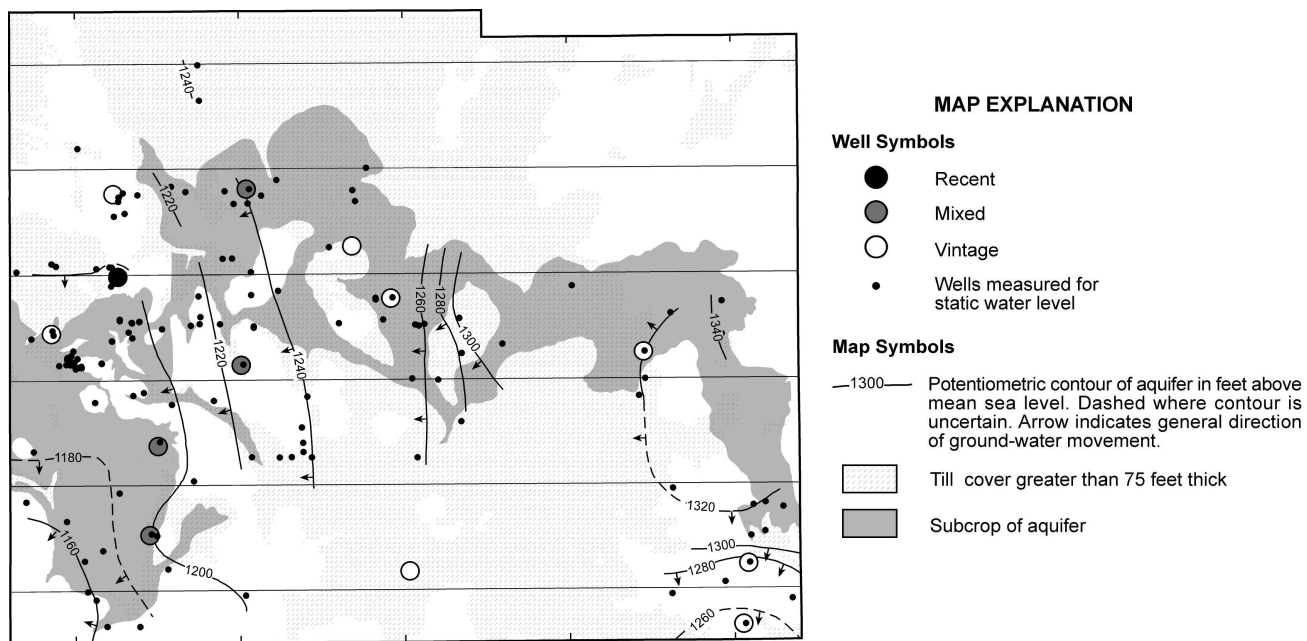 1240
1220
1260
1280
1300
1340
1220
1240
1180
1320
1160
1200
1300
1280
1260
MAP EXPLANATION
Well Symbols
Recent
Mixed
Vintage
Wells measured for
static water level
Map Symbols
1300
Potentiometric contour of aquifer in feet above
mean sea level. Dashed where contour is
uncertain. Arrow indicates general direction
of ground-water movement.
Till cover greater than 75 feet thick
Subcrop of aquifer